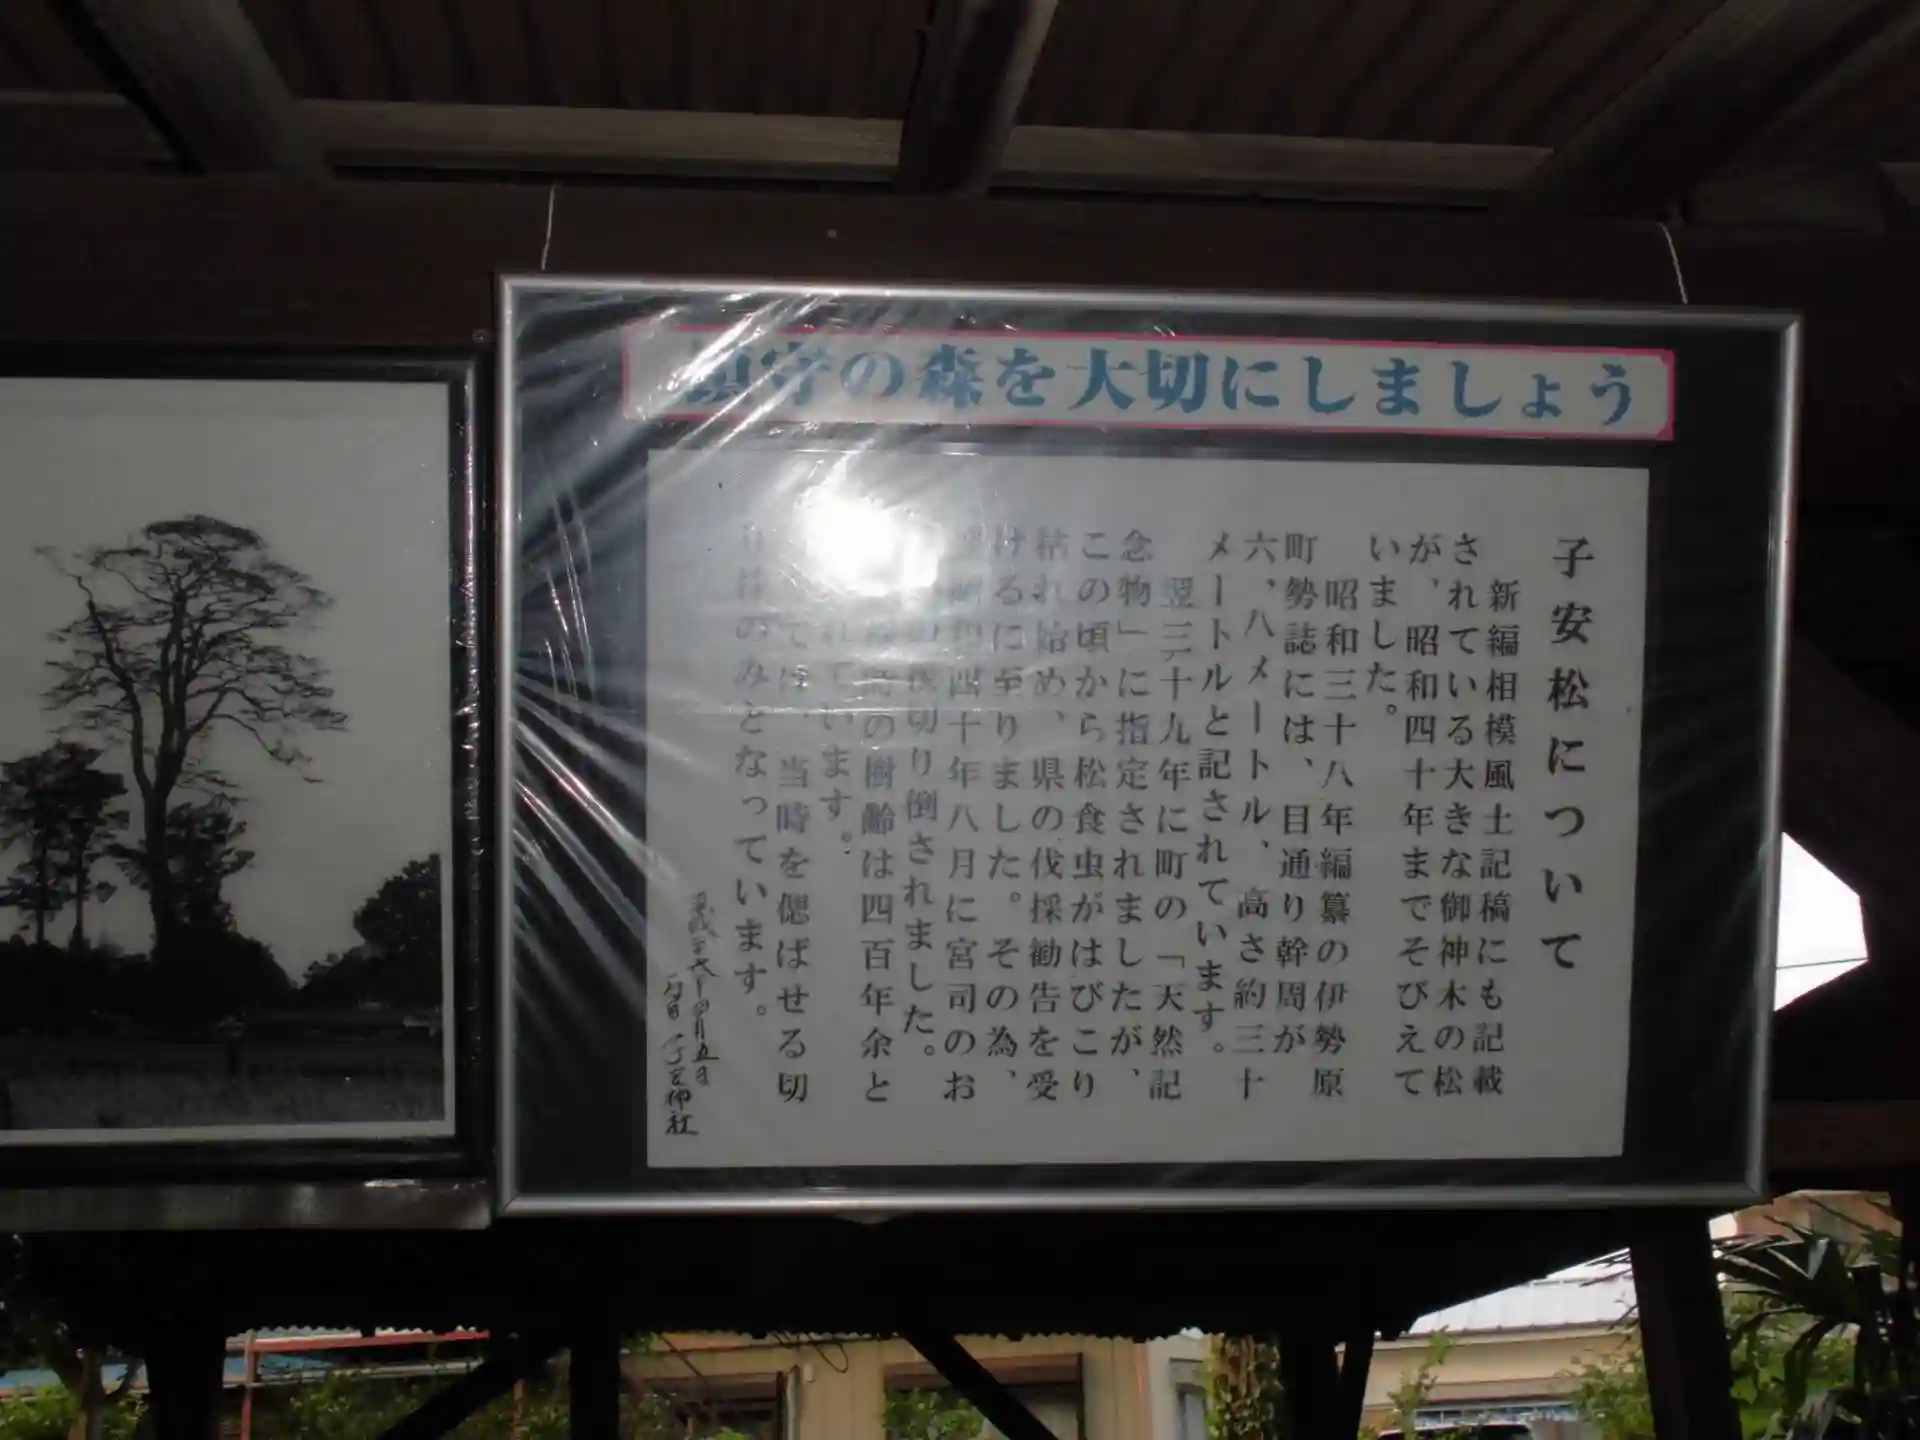 守の森を大切にしましょう
子安松について
新編相模風土記稿にも記載
されている大きな御神木の松
が、昭和四十年までそびえて
いました。
昭和三十八年編纂の伊勢原
町勢誌には、目通り幹周が
六、八メートル、高さ約三十
メートルと記されています。
翌三十九年に町の「天然記
念物」に指定されましたが、
この頃から松食虫がはびこり
枯れ始め、県の伐採勧告を受
けるに至りました。その為、
昭和四十年八月に宮司のお
切り倒されました。
の樹齢は四百年余と
れています。
ては、当時を偲ばせる切
り株のみとなっています。
月五日
神社